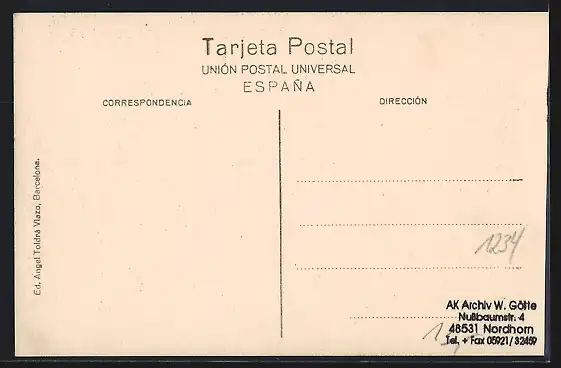 Tarjeta Postal
UNIÓN POSTAL UNIVERSAL
ESPAÑA
CORRESPONDENCIA
DIRECCIÓN
Ed. Angel Toldrá Viazo, Barcelona.
1234
AK Archiv W. Götte
Nußbaumstr. 4
48531 Nordhorn
Tel. + Fax 05921/32459